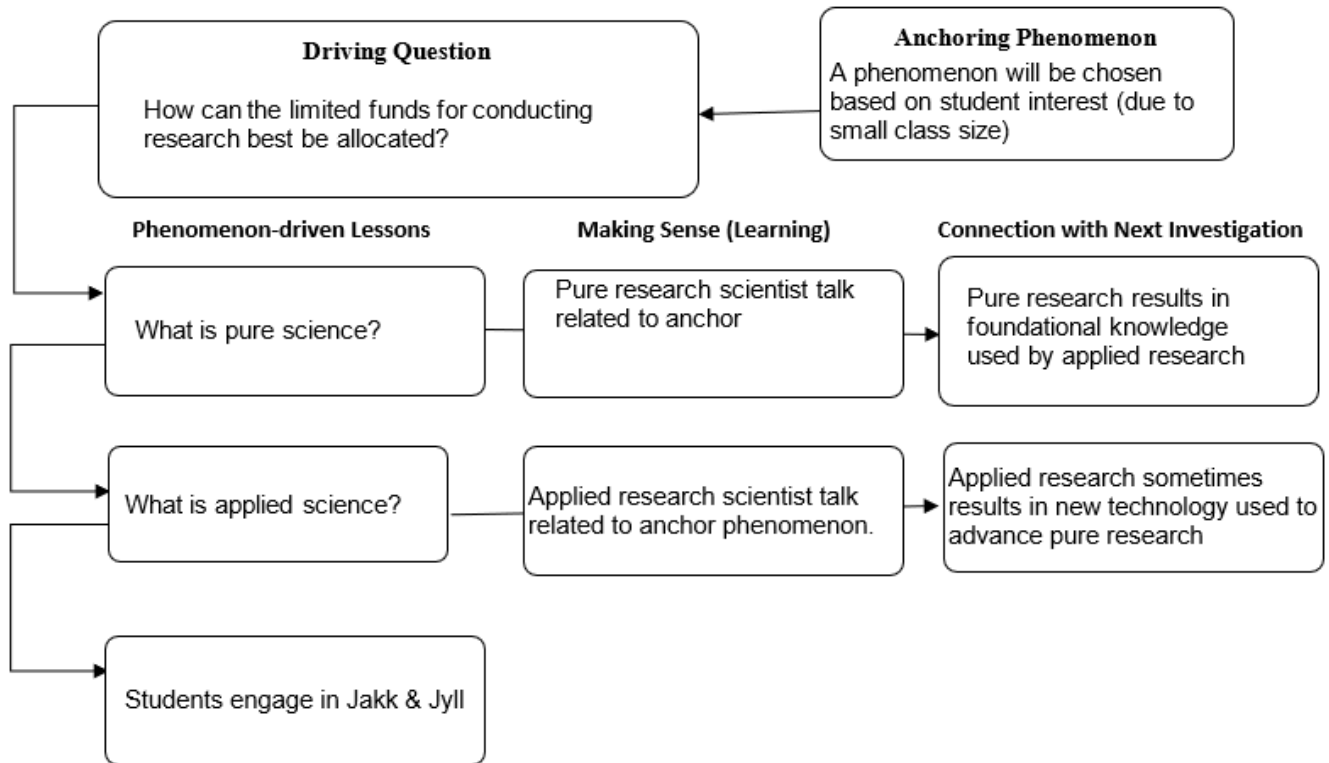 Driving Question
How can the limited funds for conducting
research best be allocated?
Anchoring Phenomenon
A phenomenon will be chosen
based on student interest (due to
small class size)
Phenomenon-driven Lessons
Making Sense (Learning)
Connection with Next Investigation
What is pure science?
Pure research scientist talk
related to anchor
Pure research results in
foundational knowledge
used by applied research
What is applied science?
Applied research scientist talk
related to anchor phenomenon.
Applied research sometimes
results in new technology used to
advance pure research
Students engage in Jakk & Jyll